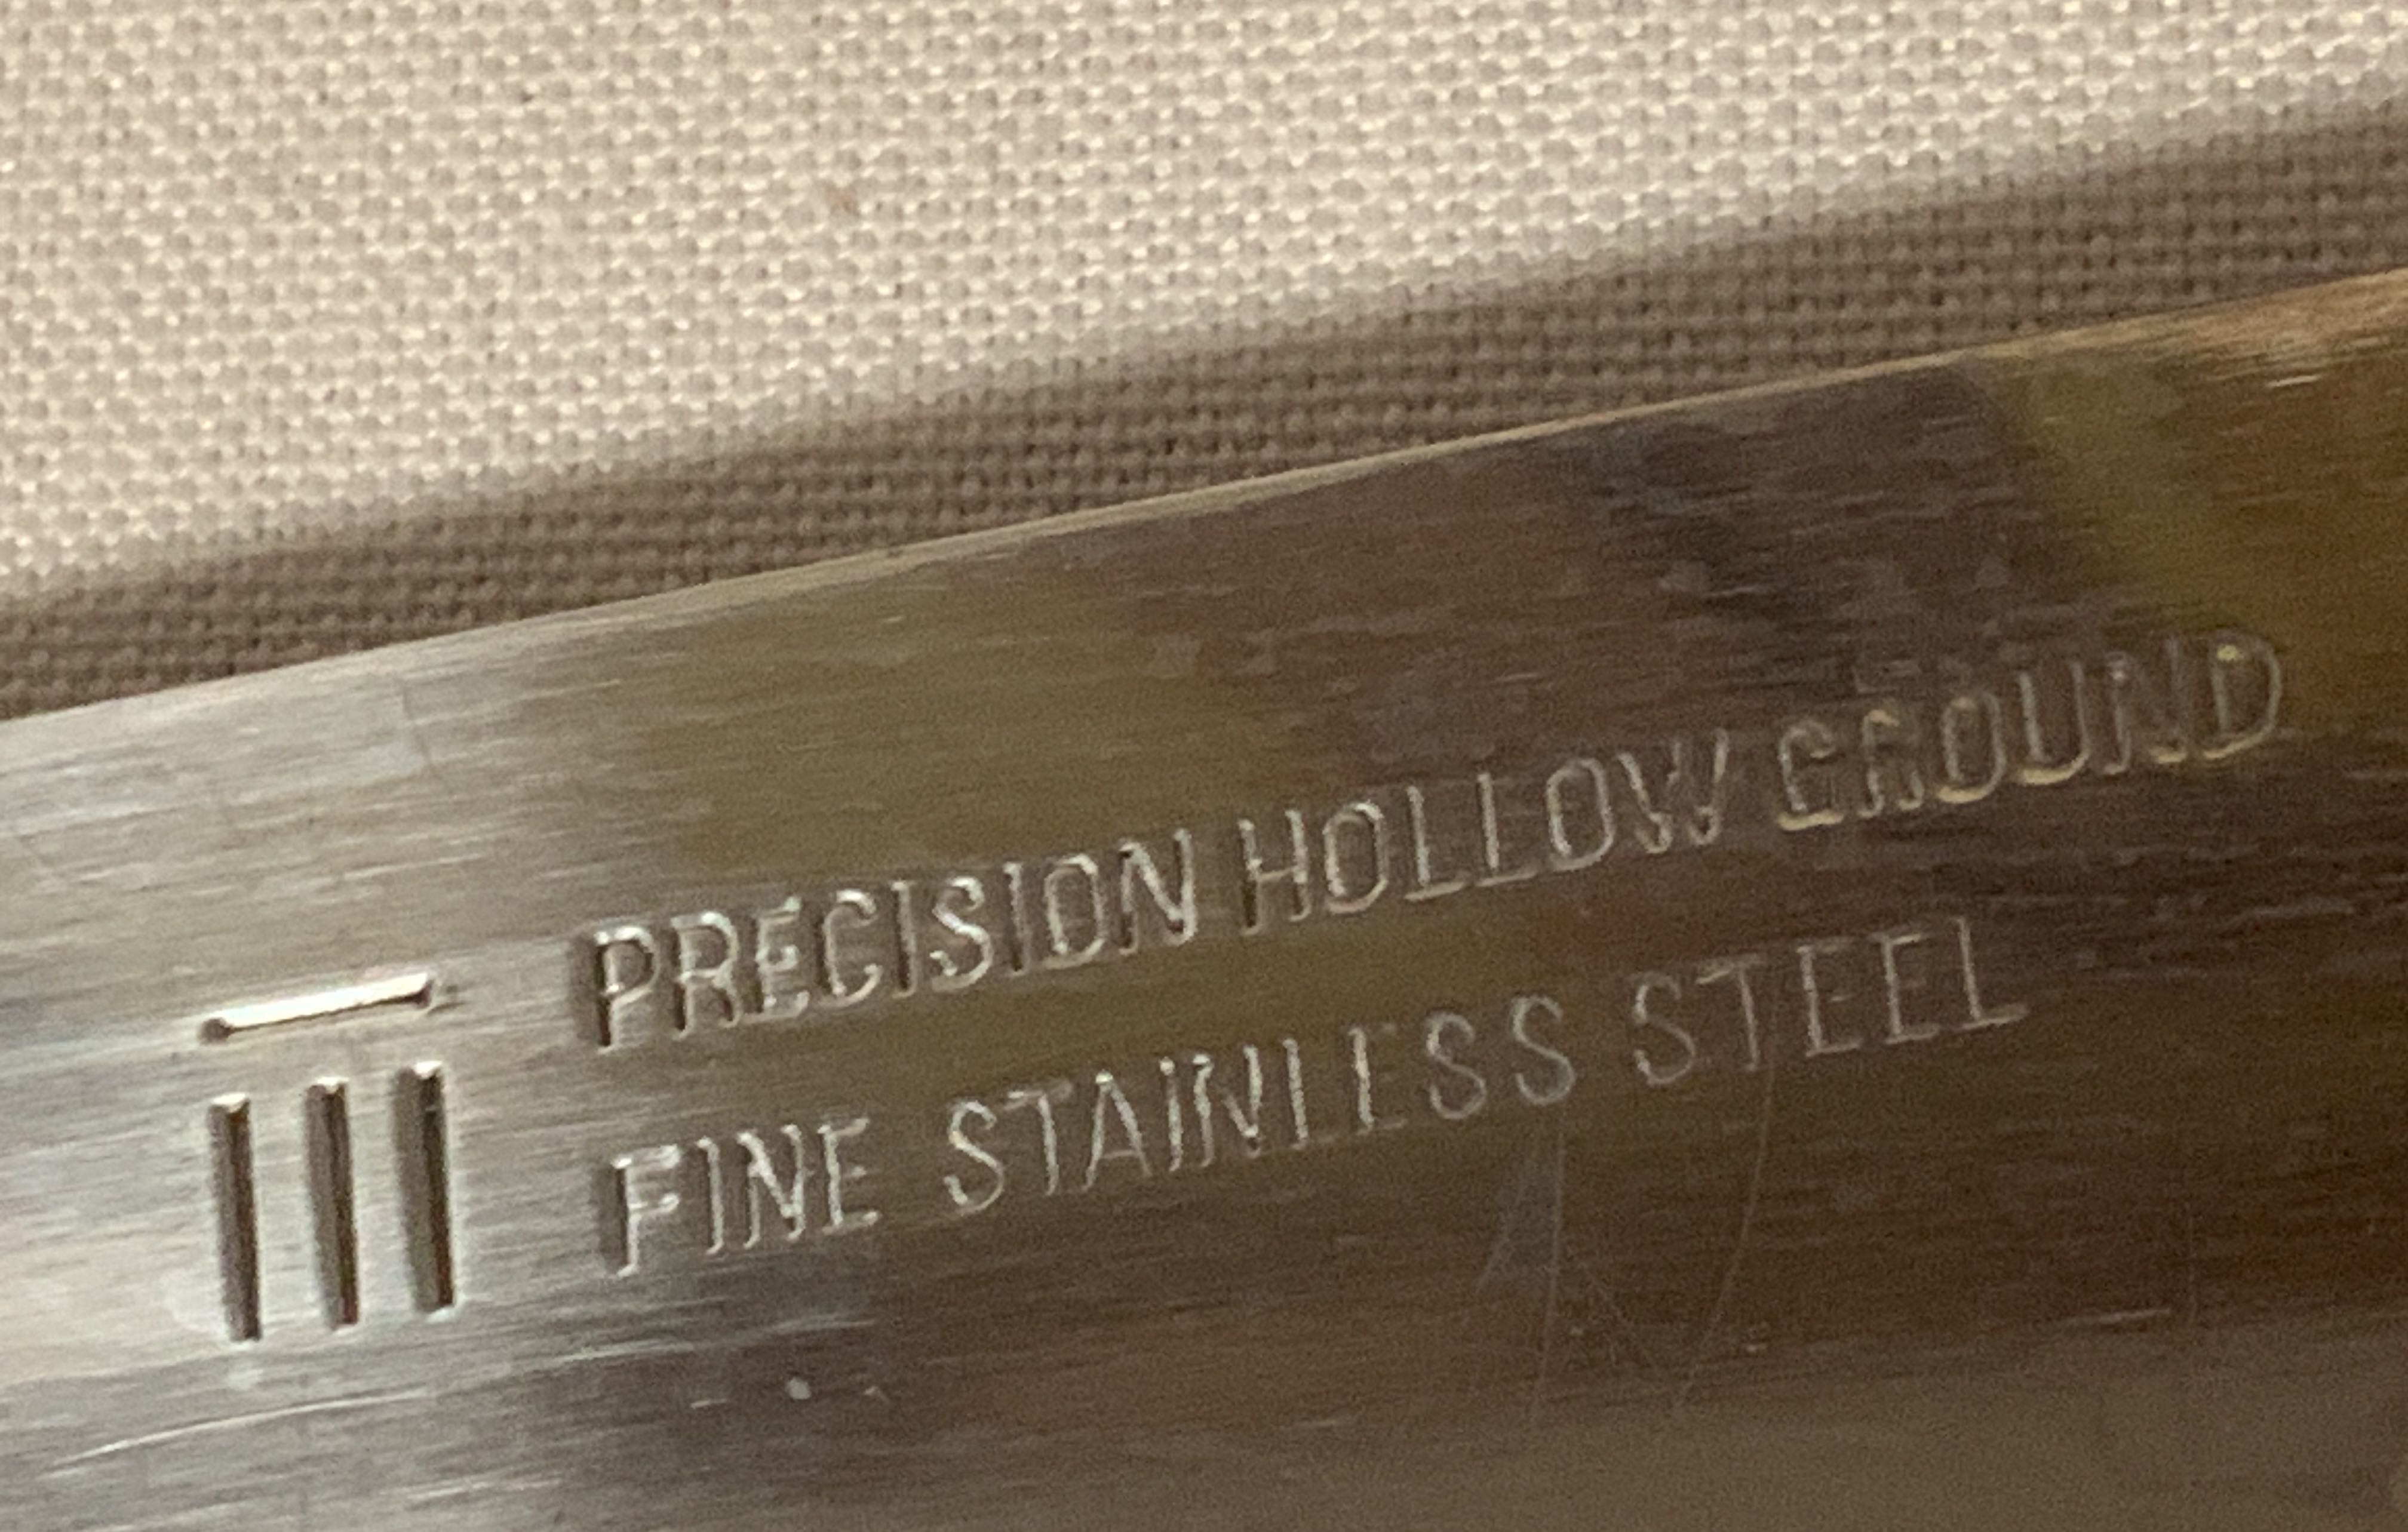 PRECISION HOLLOW GROUND
FINE STAINLESS STEEL